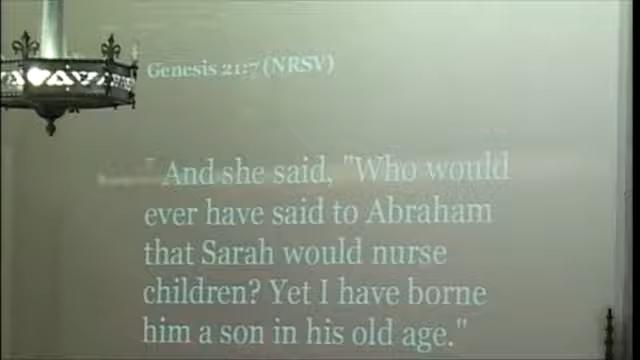 Genesis 21:7 (NRSV)
And she said, "Who would
ever have said to Abraham
that Sarah would nurse
children? Yet I have borne
him a son in his old age."